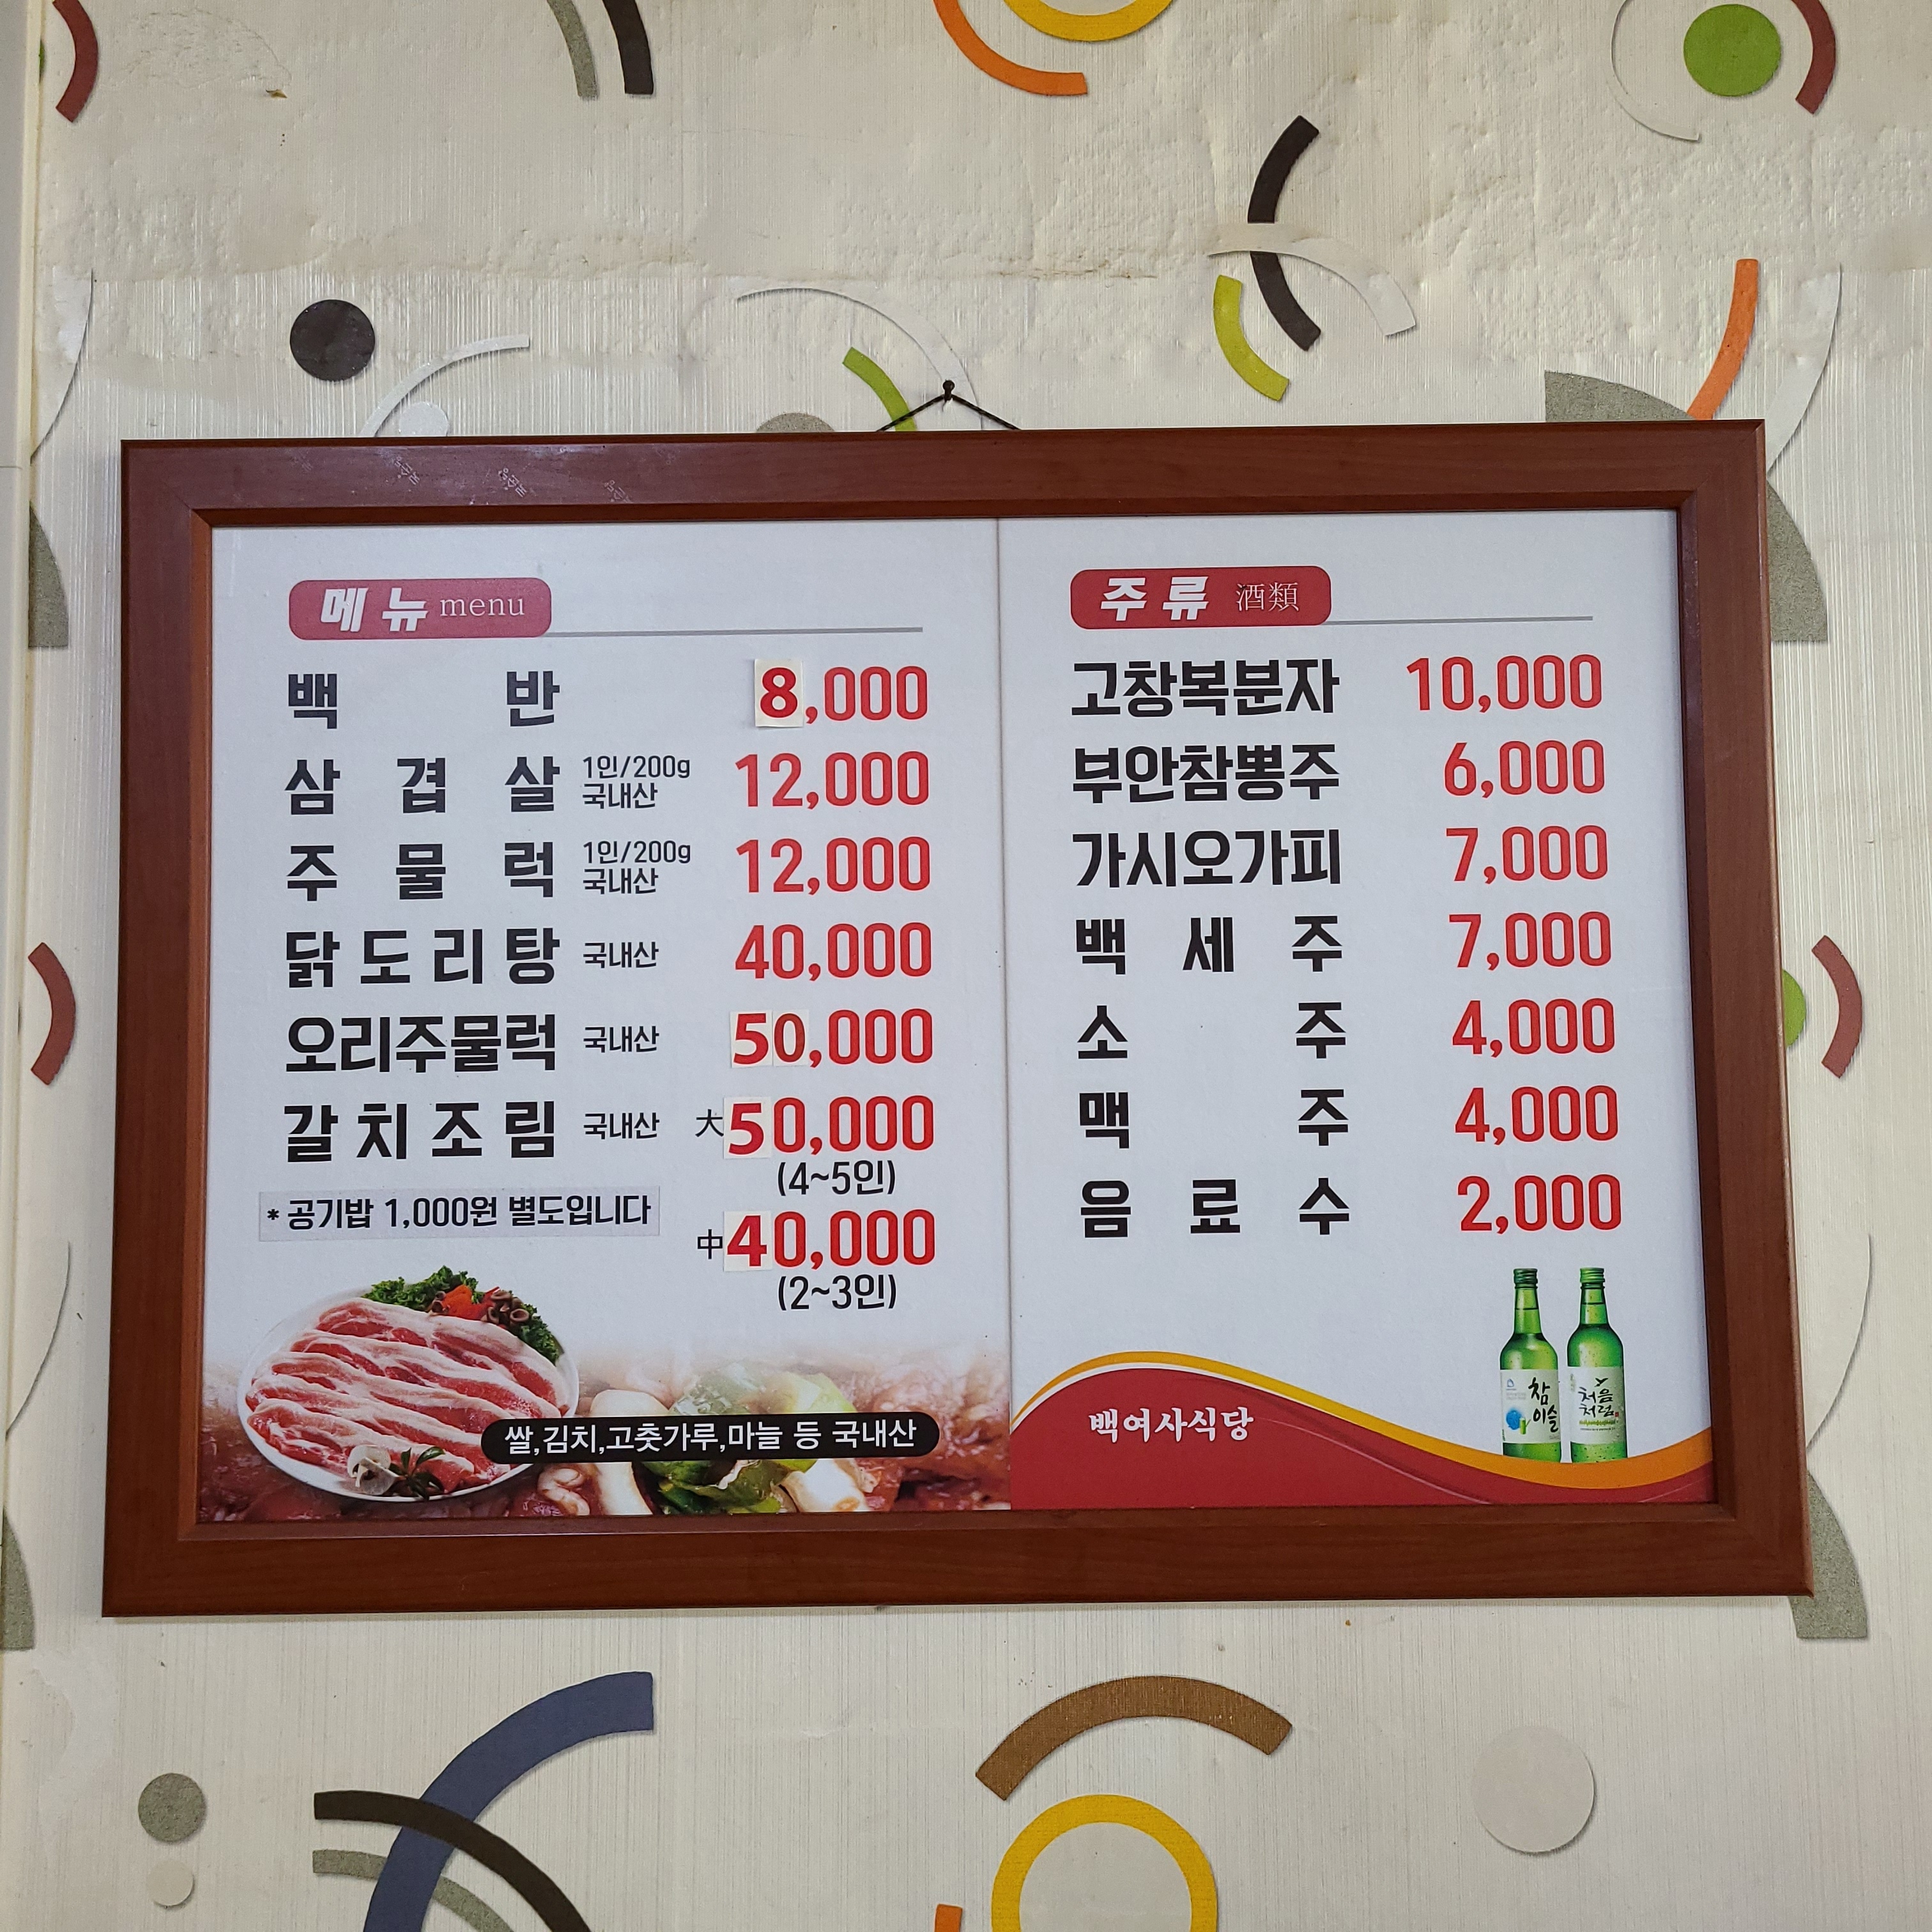 메뉴 menu
백반 8,000
삼겹살 1인/200g 국내산 12,000
주물럭 1인/200g 국내산 12,000
닭도리탕 국내산 40,000
오리주물럭 국내산 50,000
갈치조림 국내산 大 50,000
(4~5인)
* 공기밥 1,000원 별도입니다
中 40,000
(2~3인)
쌀,김치,고춧가루,마늘 등 국내산
주류 酒類
고창복분자 10,000
부안참뽕주 6,000
가시오가피 7,000
백세주 7,000
소주 4,000
맥주 4,000
음료수 2,000
참이슬
처음처럼
백여사식당